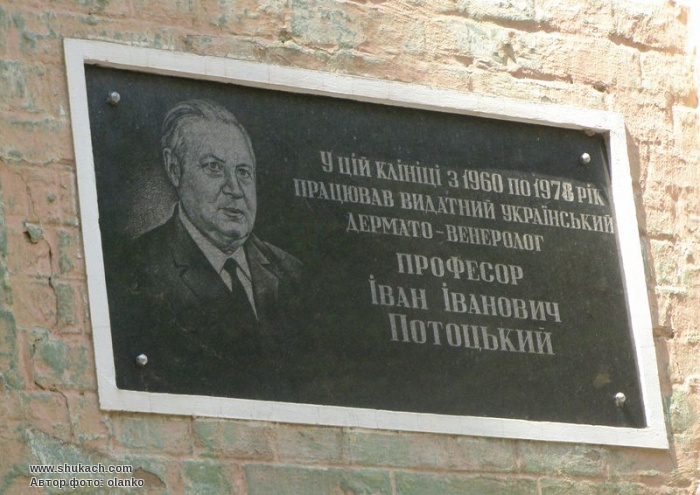 У цій клініці з 1960 по 1978 рік
працював видатний український
дермато-венеролог
професор
Іван Іванович
Потоцький
www.shukach.com
Автор фото: olanko